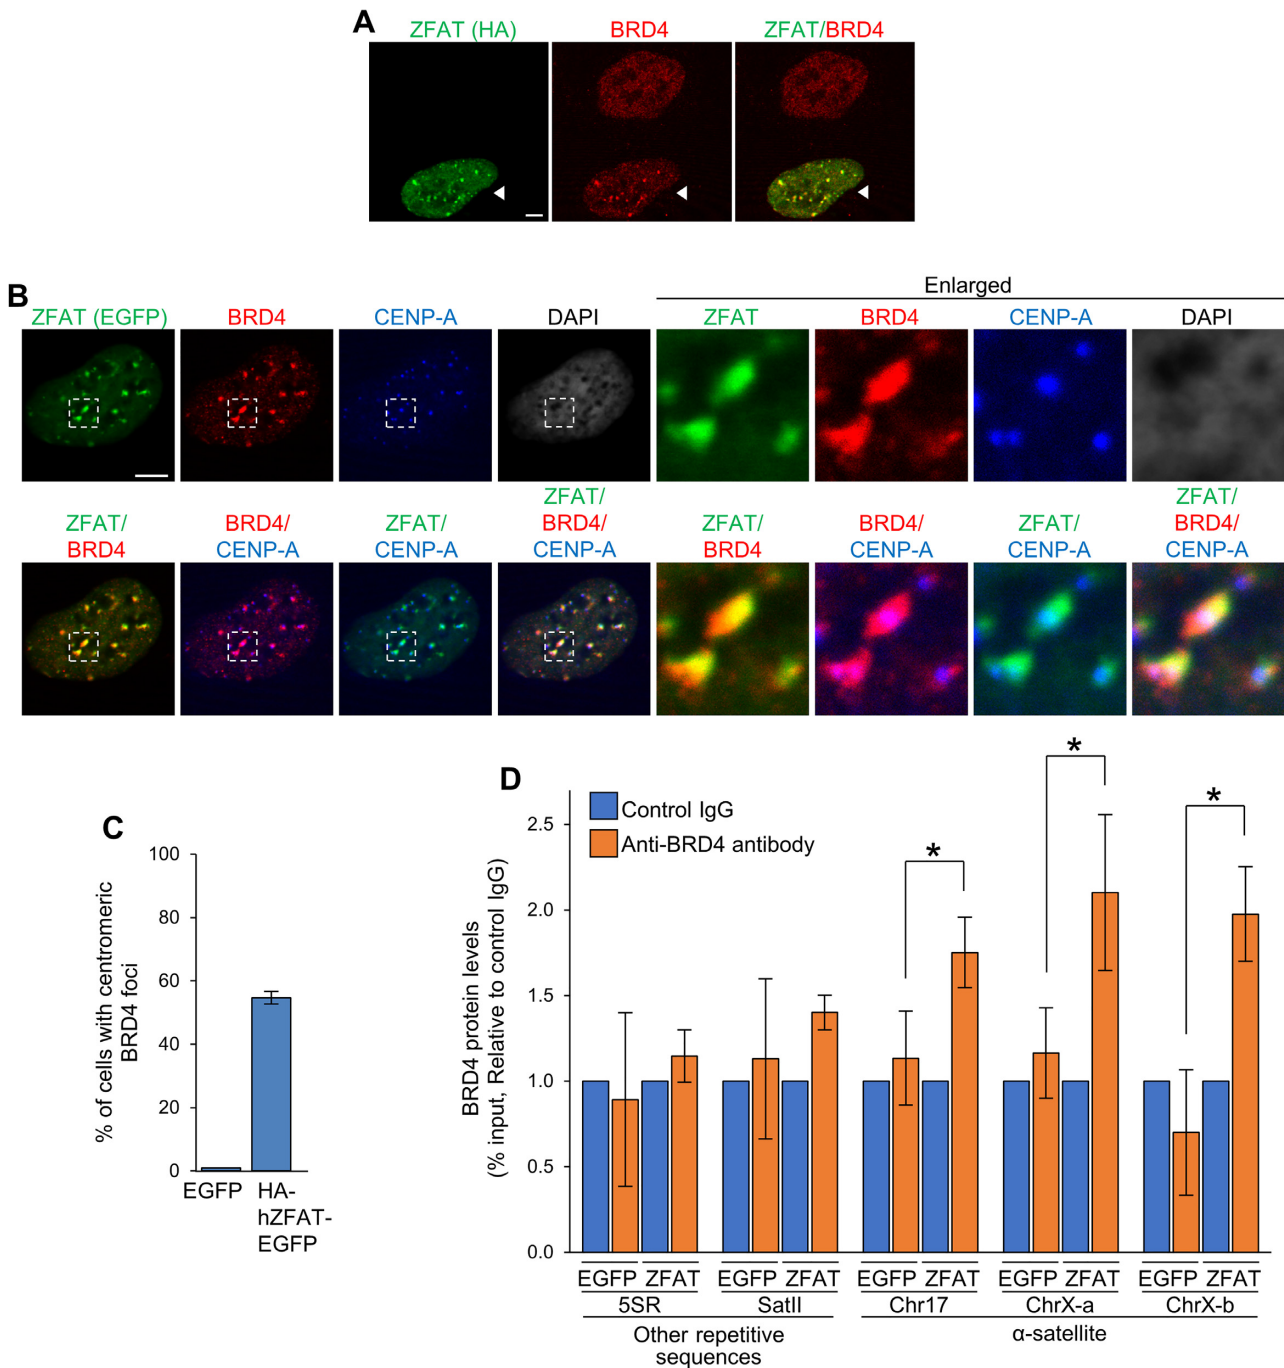 A
ZFAT (HA)
BRD4
ZFAT/BRD4
B
Enlarged
ZFAT (EGFP)
BRD4
CENP-A
DAPI
ZFAT
BRD4
CENP-A
DAPI
ZFAT/
BRD4
BRD4/
CENP-A
ZFAT/
CENP-A
ZFAT/
BRD4/
CENP-A
ZFAT/
BRD4
BRD4/
CENP-A
ZFAT/
CENP-A
ZFAT/
BRD4/
CENP-A
C
% of cells with centromeric
BRD4 foci
100
80
60
40
20
0
EGFP
HA-
hZFAT-
EGFP
D
Control IgG
Anti-BRD4 antibody
BRD4 protein levels
(% input, Relative to control IgG)
2.5
2.0
1.5
1.0
0.5
0.0
*
*
*
EGFP ZFAT EGFP ZFAT EGFP ZFAT EGFP ZFAT EGFP ZFAT
5SR SatII Chr17 ChrX-a ChrX-b
Other repetitive
sequences
α-satellite